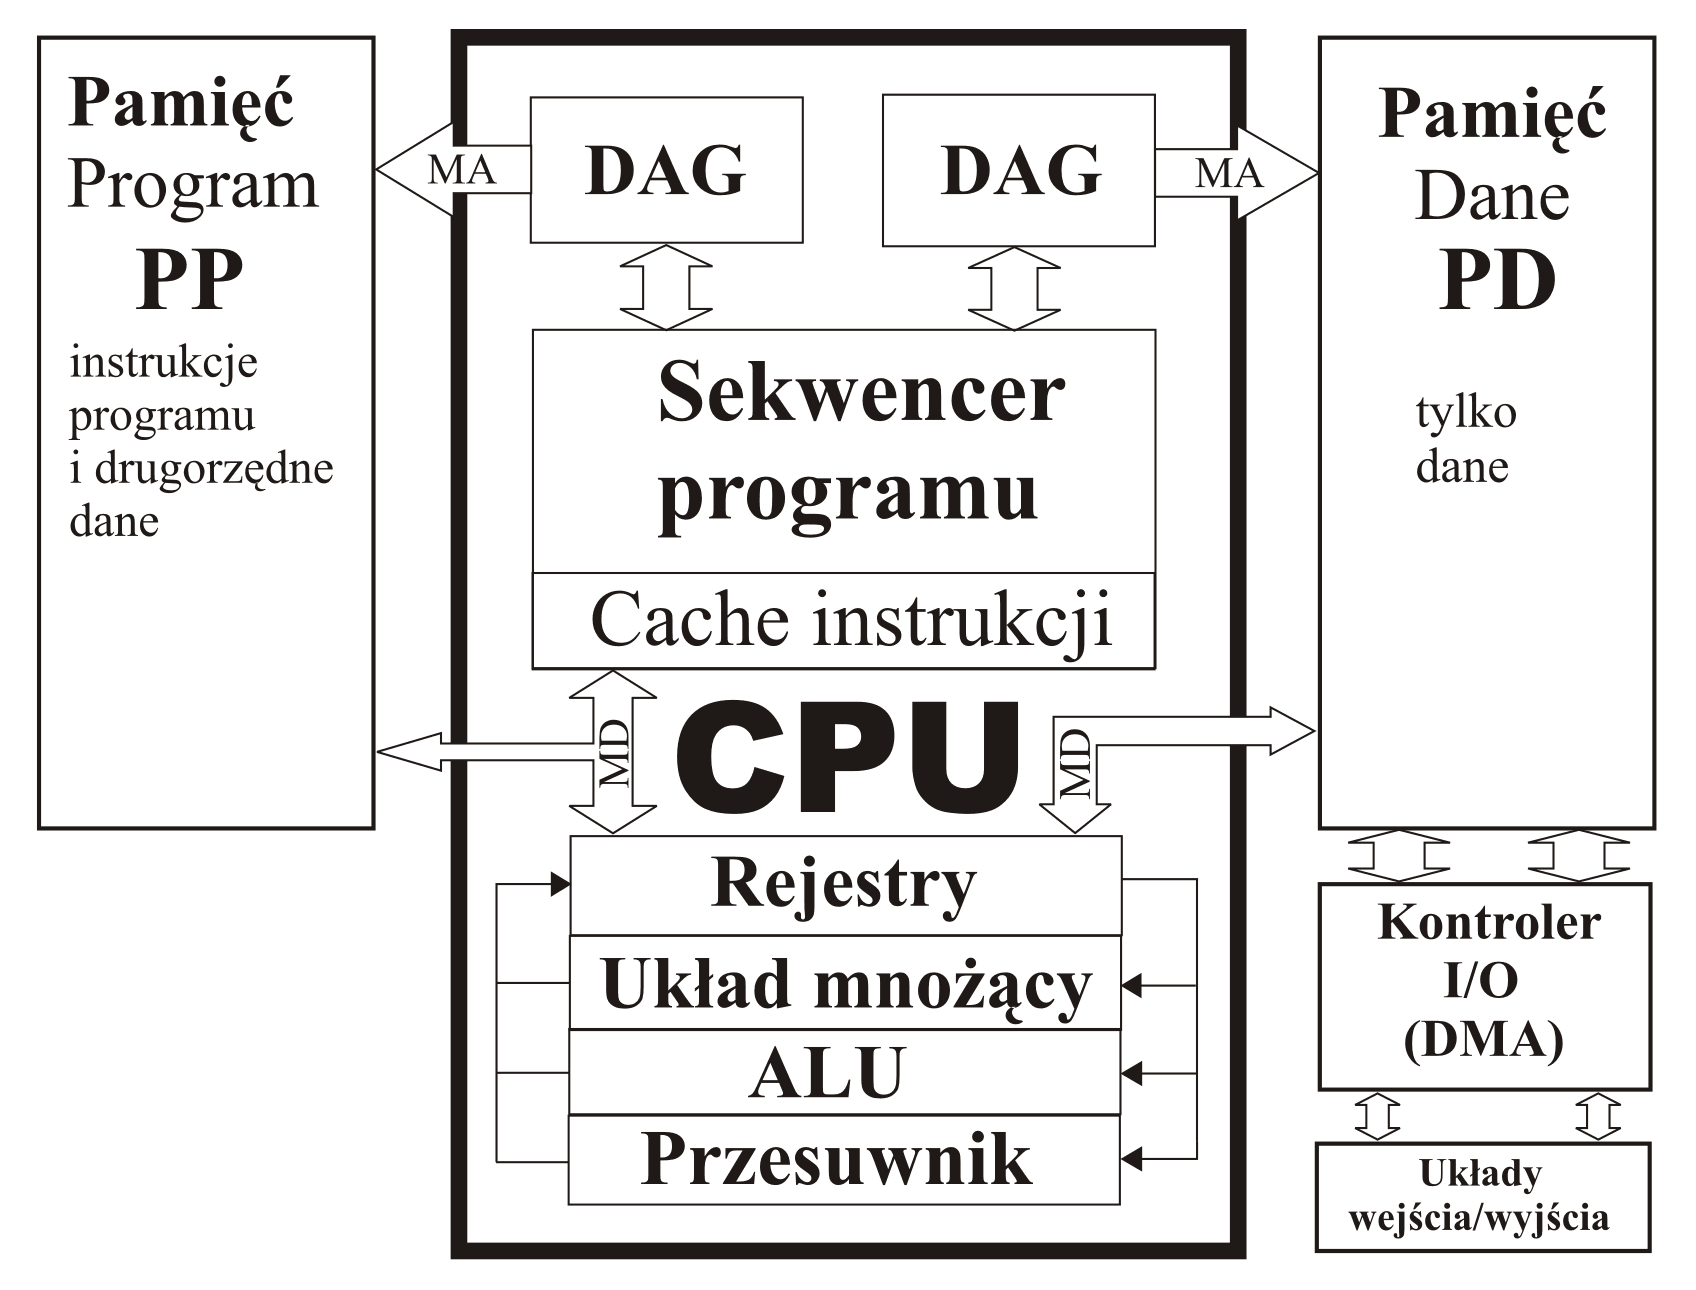 Pamięć
Program
PP
instrukcje
programu
i drugorzędne
dane
MA
DAG
DAG
MA
Pamięć
Dane
PD
tylko
dane
Sekwencer
programu
Cache instrukcji
MD
CPU
MD
Rejestry
Układ mnożący
ALU
Przesuwnik
Kontroler
I/O
(DMA)
Układy
wejścia/wyjścia